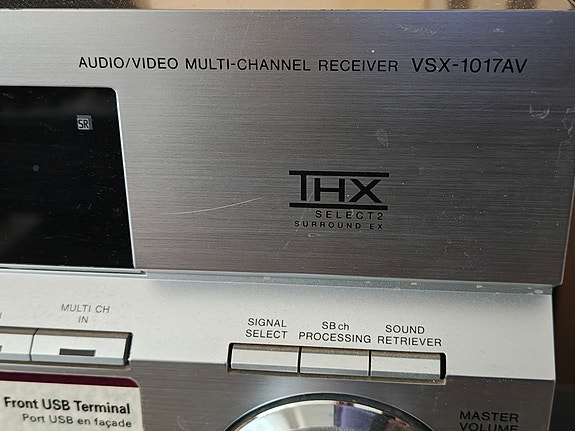 AUDIO/VIDEO MULTI-CHANNEL RECEIVER VSX-1017AV
SR
THX
SELECT2
SURROUND EX
MULTI CH
IN
SIGNAL
SELECT
SB ch
PROCESSING
SOUND
RETRIEVER
Front USB Terminal
Port USB en façade
MASTER
VOLUME